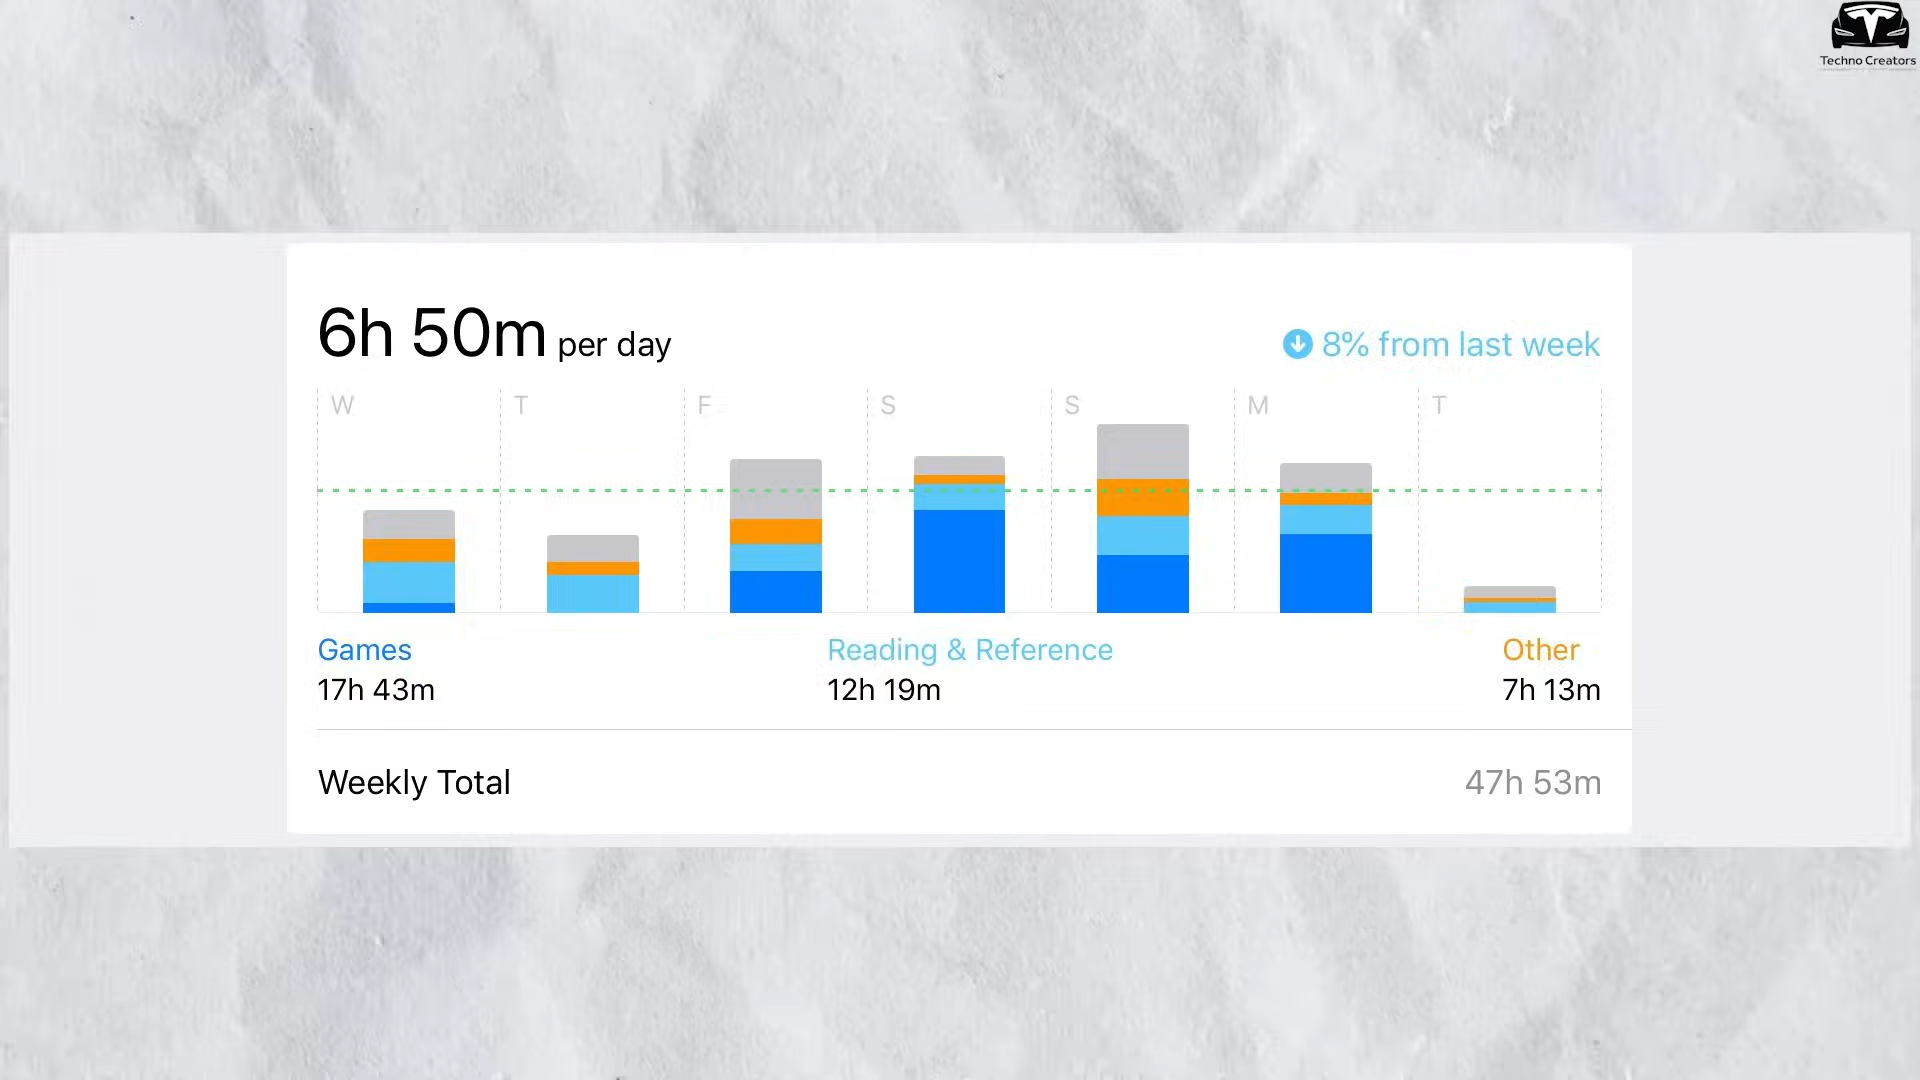 Techno Creators
6h 50m per day
8% from last week
W T F S S M T
Games Reading & Reference Other
17h 43m 12h 19m 7h 13m
Weekly Total 47h 53m